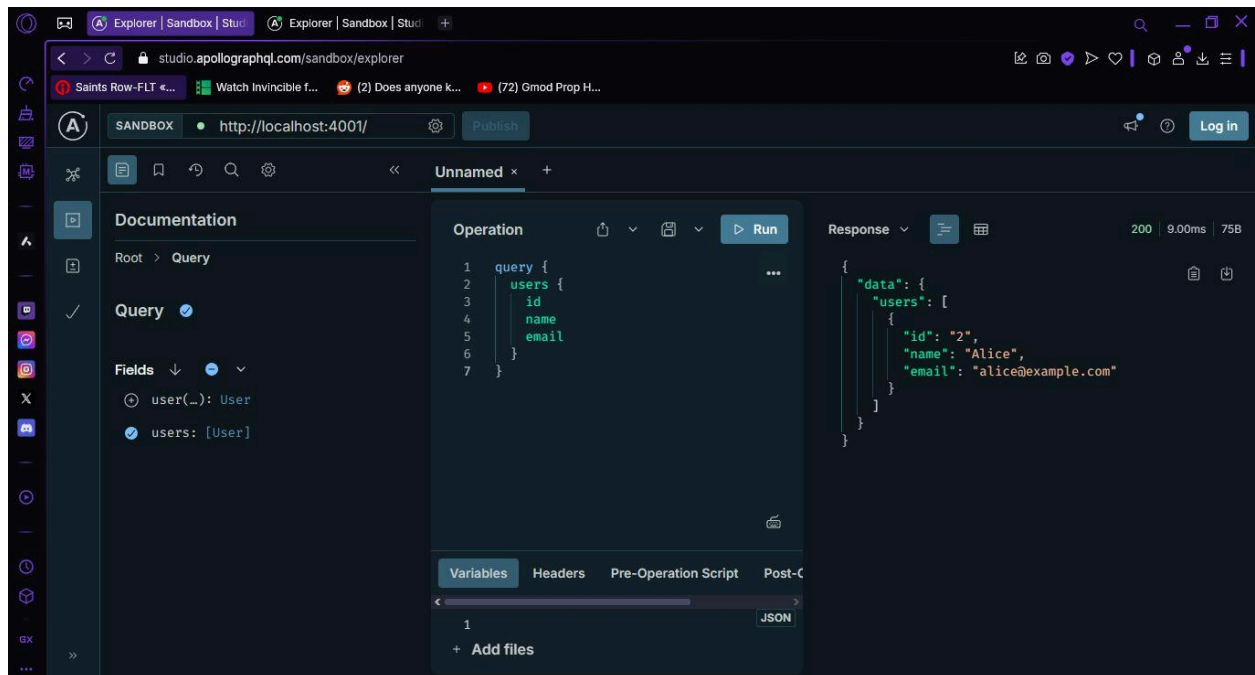 Explorer | Sandbox | Stud
Explorer | Sandbox | Studi
studio.apollographql.com/sandbox/explorer
Saints Row-FLT «...
Watch Invincible f...
(2) Does anyone k...
(72) Gmod Prop H...
SANDBOX
http://localhost:4001/
Publish
Log in
Unnamed
Documentation
Root > Query
Query
Fields
user(…): User
users: [User]
Operation
Run
1 query {
2 users {
3 id
4 name
5 email
6 }
7 }
Response
200 9.00ms 75B
{
"data": {
"users": [
{
"id": "2",
"name": "Alice",
"email": "alice@example.com"
}
]
}
}
Variables Headers Pre-Operation Script Post-O
JSON
1
+ Add files
GX